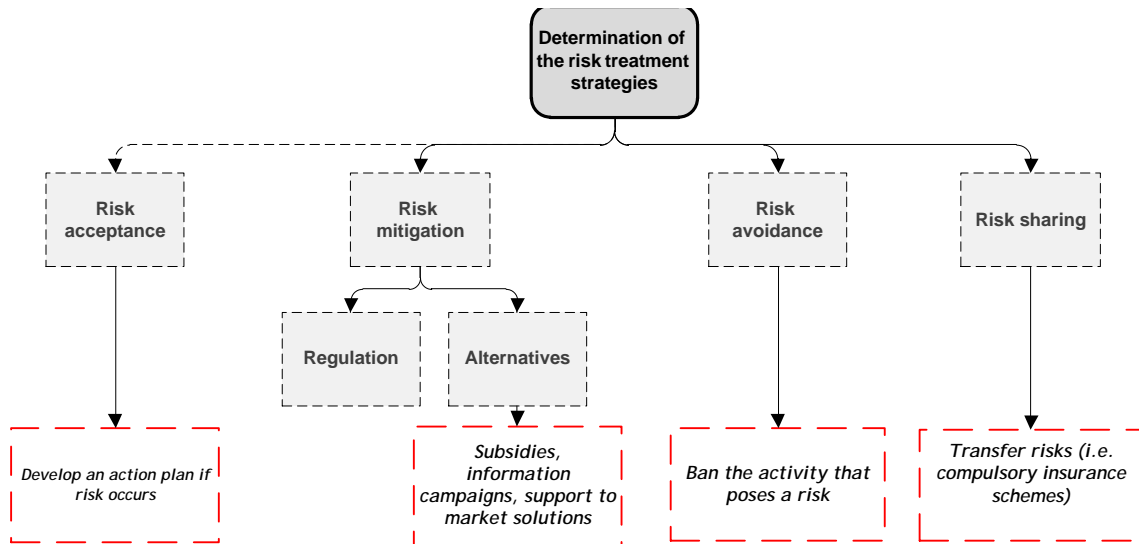 Determination of
the risk treatment
strategies
Risk
acceptance
Risk
mitigation
Risk
avoidance
Risk sharing
Regulation
Alternatives
Develop an action plan if
risk occurs
Subsidies,
information
campaigns, support to
market solutions
Ban the activity that
poses a risk
Transfer risks (i.e.
compulsory insurance
schemes)